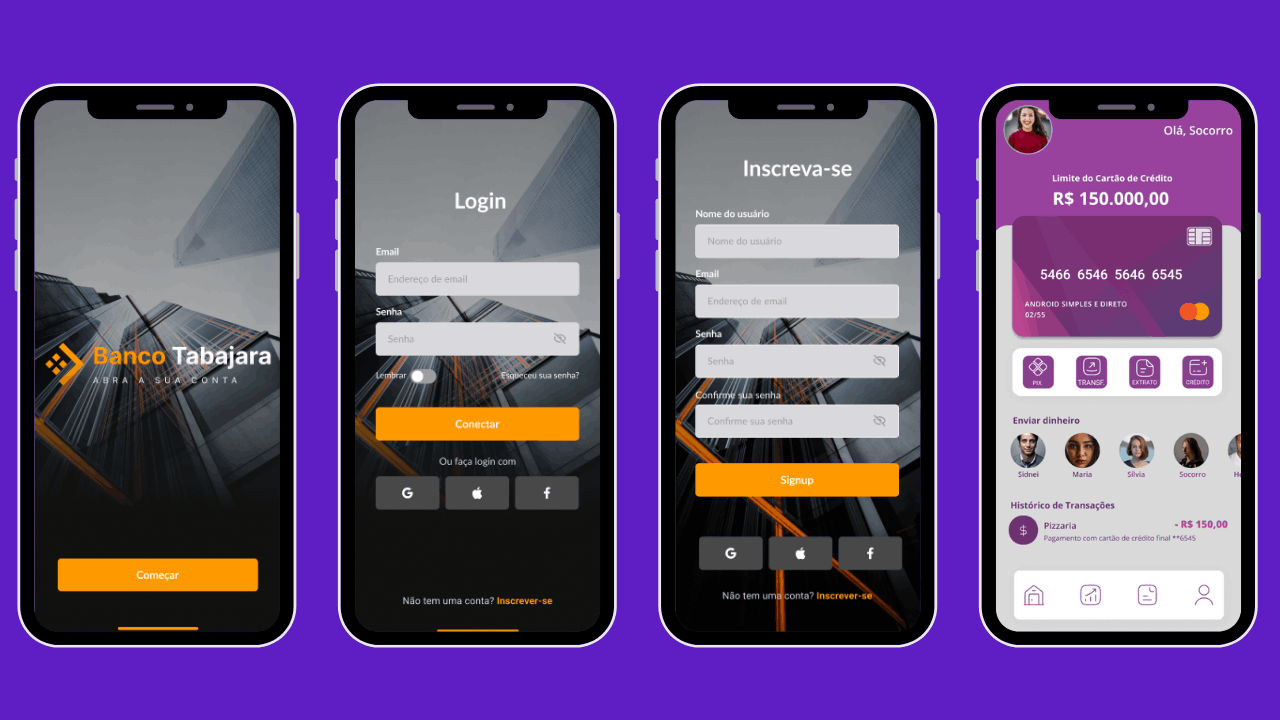 Banco Tabajara
ABRA A SUA CONTA
Começar
Login
Email
Endereço de email
Senha
Senha
Lembrar
Esqueceu sua senha?
Conectar
Ou faça login com
G
f
Não tem uma conta? Inscrever-se
Inscreva-se
Nome do usuário
Nome do usuário
Email
Endereço de email
Senha
Senha
Confirme sua senha
Confirme sua senha
Signup
G
f
Não tem uma conta? Inscrever-se
Olá, Socorro
Limite do Cartão de Crédito
R$ 150.000,00
5466 6546 5646 6545
ANDROID SIMPLES E DIRETO
02/55
PIX
TRANSF.
EXTRATO
CRÉDITO
Enviar dinheiro
Sidnei
Maria
Sílvia
Socorro
Histórico de Transações
$
Pizzaria
- R$ 150,00
Pagamento com cartão de crédito final **6545